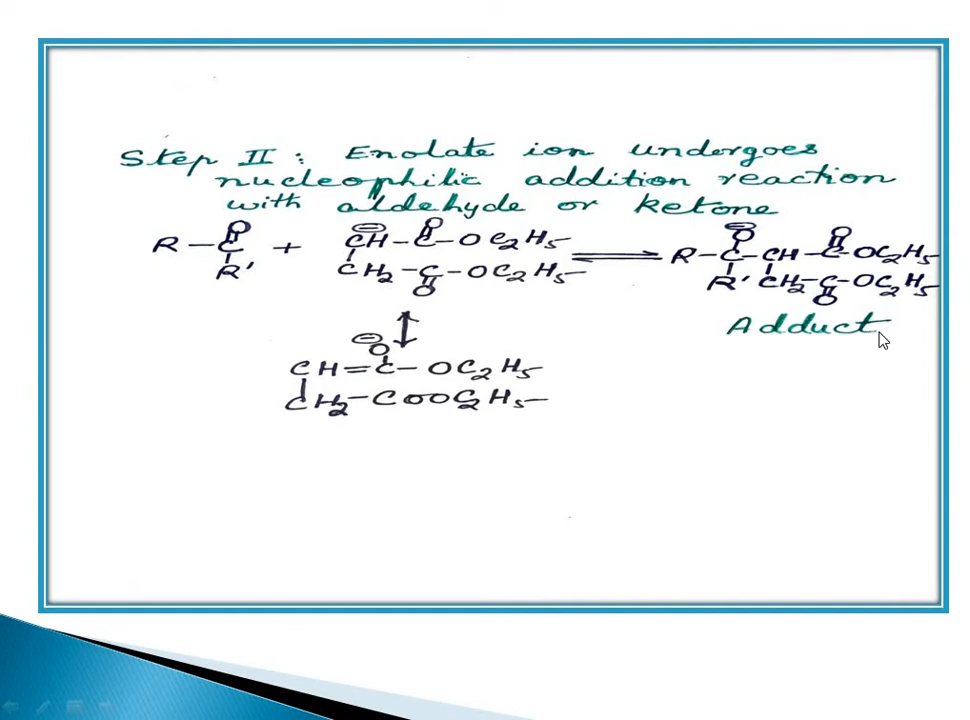 Step II : Enolate ion undergoes
nucleophilic addition reaction
with aldehyde or ketone
O ⊖ O ⊖ O
R – C + CH – C – O C₂H₅ ⇌ R – C – CH – C – OC₂H₅
R' CH₂ – C – OC₂H₅ R' CH₂ – C – OC₂H₅
O O
Adduct
⊖ O
CH = C – OC₂H₅
CH₂ – COOC₂H₅